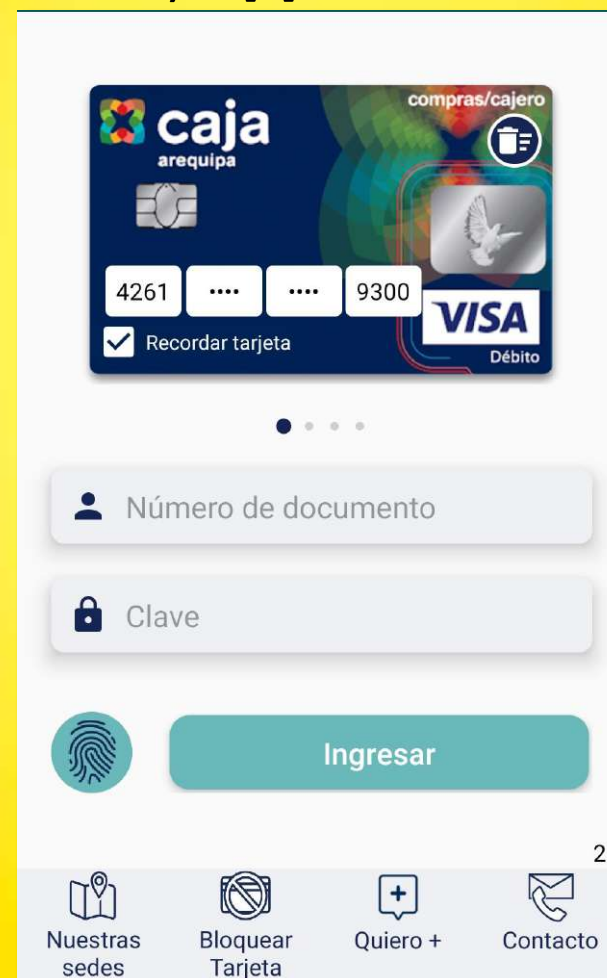 caja
arequipa
compras/cajero
4261 •••• •••• 9300
Recordar tarjeta
VISA
Débito
Número de documento
Clave
Ingresar
2
Nuestras sedes
Bloquear Tarjeta
Quiero +
Contacto